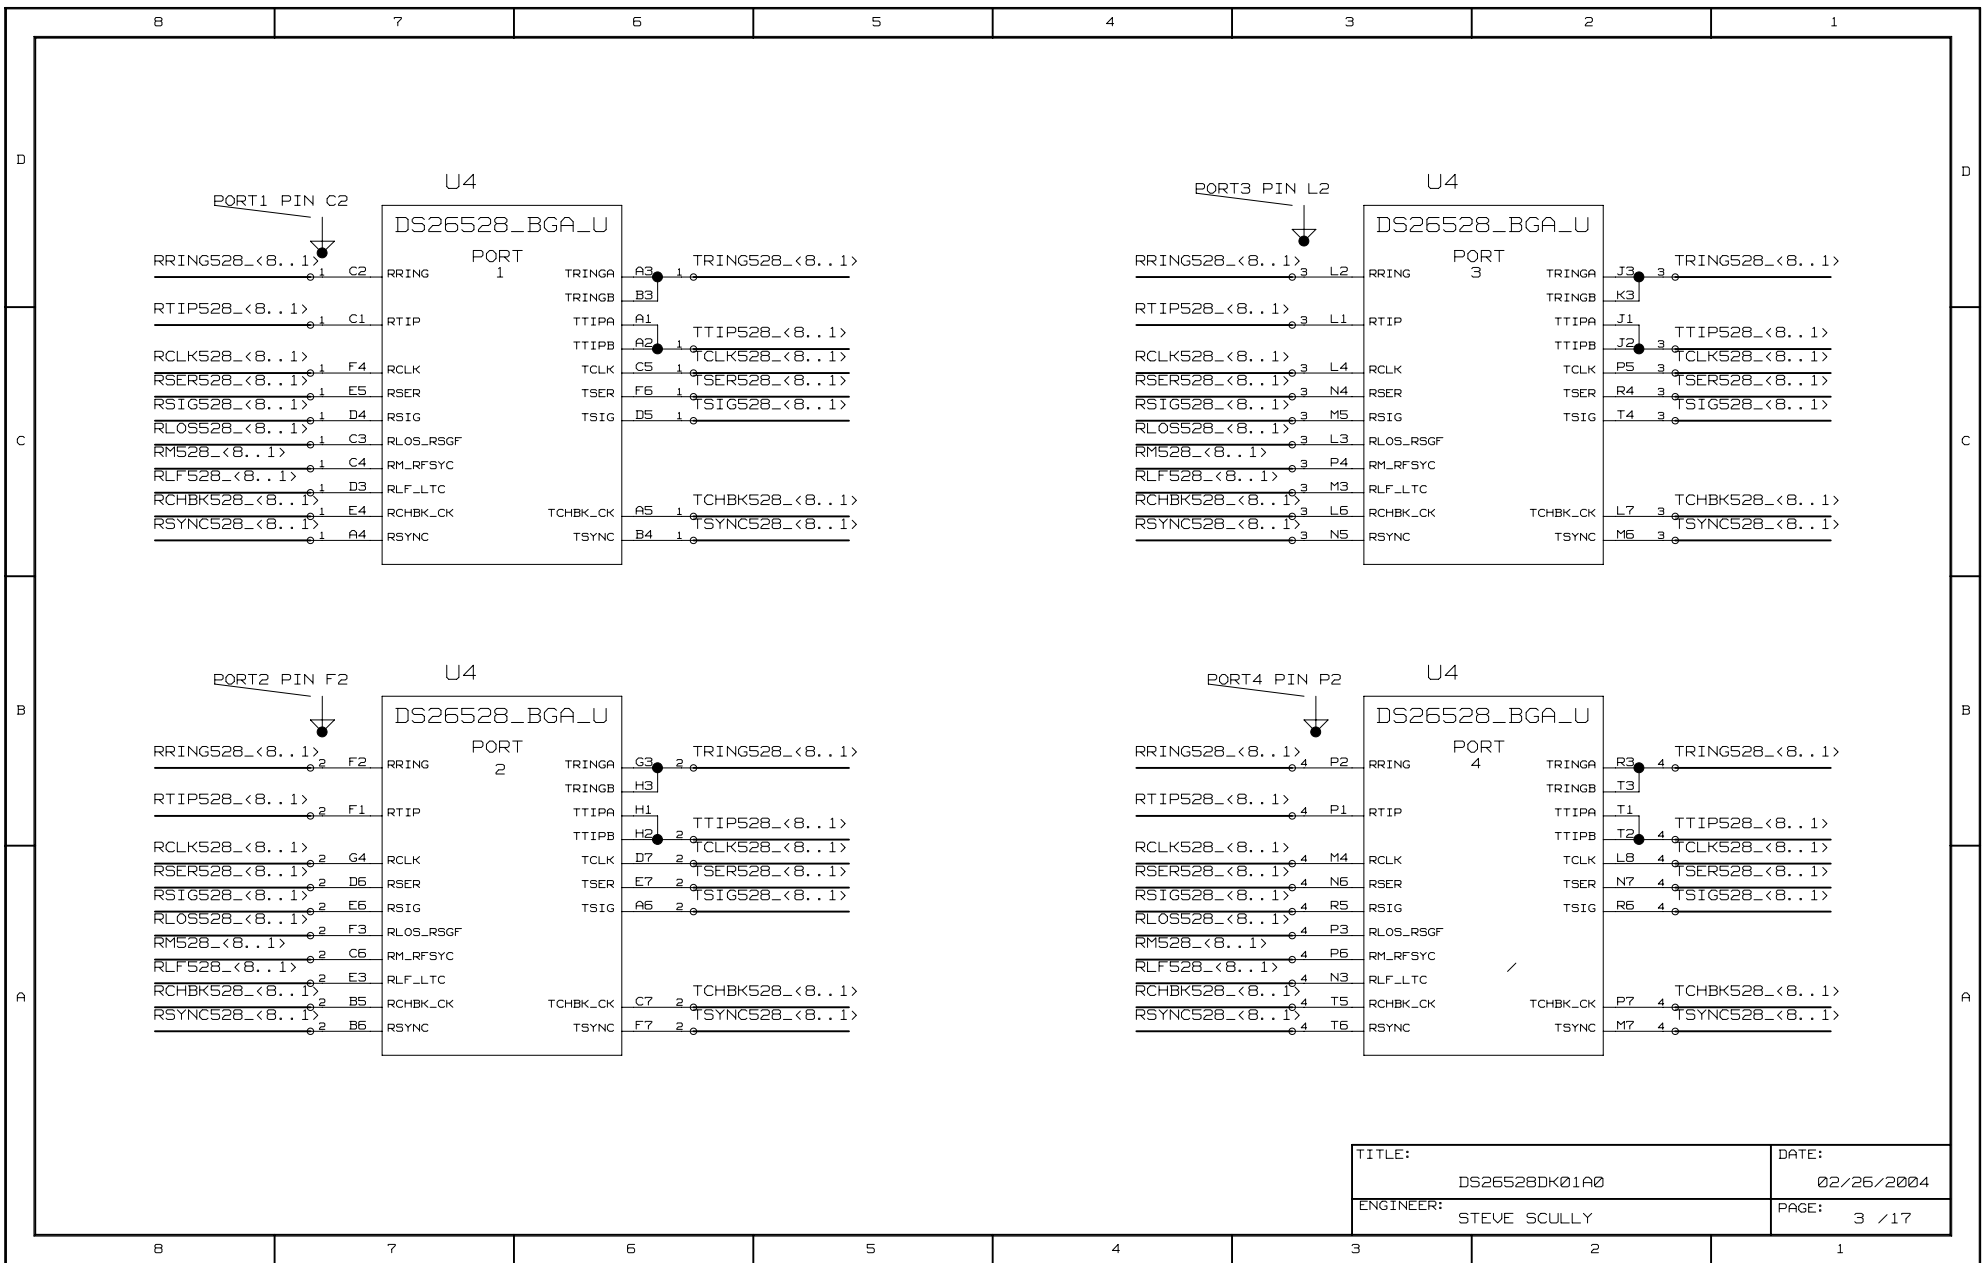 8 7 6 5 4 3 2 1
D
D
U4
PORT1 PIN C2
DS26528_BGA_U
PORT
1
RRING528_<8..1> 1 C2 RRING
TRINGA A3 1 TRING528_<8..1>
TRINGB B3
RTIP528_<8..1> 1 C1 RTIP
TTIPA A1
TTIPB A2 1 TTIP528_<8..1>
RCLK528_<8..1> 1 F4 RCLK
TCLK C5 1 TCLK528_<8..1>
RSER528_<8..1> 1 E5 RSER
TSER F6 1 TSER528_<8..1>
RSIG528_<8..1> 1 D4 RSIG
TSIG D5 1 TSIG528_<8..1>
RLOS528_<8..1> 1 C3 RLOS_RSGF
RM528_<8..1> 1 C4 RM_RFSYC
RLF528_<8..1> 1 D3 RLF_LTC
RCHBK528_<8..1> 1 E4 RCHBK_CK
TCHBK_CK A5 1 TCHBK528_<8..1>
RSYNC528_<8..1> 1 A4 RSYNC
TSYNC B4 1 TSYNC528_<8..1>
U4
PORT3 PIN L2
DS26528_BGA_U
PORT
3
RRING528_<8..1> 3 L2 RRING
TRINGA J3 3 TRING528_<8..1>
TRINGB K3
RTIP528_<8..1> 3 L1 RTIP
TTIPA J1
TTIPB J2 3 TTIP528_<8..1>
RCLK528_<8..1> 3 L4 RCLK
TCLK P5 3 TCLK528_<8..1>
RSER528_<8..1> 3 N4 RSER
TSER R4 3 TSER528_<8..1>
RSIG528_<8..1> 3 M5 RSIG
TSIG T4 3 TSIG528_<8..1>
RLOS528_<8..1> 3 L3 RLOS_RSGF
RM528_<8..1> 3 P4 RM_RFSYC
RLF528_<8..1> 3 M3 RLF_LTC
RCHBK528_<8..1> 3 L6 RCHBK_CK
TCHBK_CK L7 3 TCHBK528_<8..1>
RSYNC528_<8..1> 3 N5 RSYNC
TSYNC M6 3 TSYNC528_<8..1>
C
C
U4
PORT2 PIN F2
DS26528_BGA_U
PORT
2
RRING528_<8..1> 2 F2 RRING
TRINGA G3 2 TRING528_<8..1>
TRINGB H3
RTIP528_<8..1> 2 F1 RTIP
TTIPA H1
TTIPB H2 2 TTIP528_<8..1>
RCLK528_<8..1> 2 G4 RCLK
TCLK D7 2 TCLK528_<8..1>
RSER528_<8..1> 2 D6 RSER
TSER E7 2 TSER528_<8..1>
RSIG528_<8..1> 2 E6 RSIG
TSIG A6 2 TSIG528_<8..1>
RLOS528_<8..1> 2 F3 RLOS_RSGF
RM528_<8..1> 2 C6 RM_RFSYC
RLF528_<8..1> 2 E3 RLF_LTC
RCHBK528_<8..1> 2 B5 RCHBK_CK
TCHBK_CK C7 2 TCHBK528_<8..1>
RSYNC528_<8..1> 2 B6 RSYNC
TSYNC F7 2 TSYNC528_<8..1>
U4
PORT4 PIN P2
DS26528_BGA_U
PORT
4
RRING528_<8..1> 4 P2 RRING
TRINGA R3 4 TRING528_<8..1>
TRINGB T3
RTIP528_<8..1> 4 P1 RTIP
TTIPA T1
TTIPB T2 4 TTIP528_<8..1>
RCLK528_<8..1> 4 M4 RCLK
TCLK L8 4 TCLK528_<8..1>
RSER528_<8..1> 4 N6 RSER
TSER N7 4 TSER528_<8..1>
RSIG528_<8..1> 4 R5 RSIG
TSIG R6 4 TSIG528_<8..1>
RLOS528_<8..1> 4 P3 RLOS_RSGF
RM528_<8..1> 4 P6 RM_RFSYC
RLF528_<8..1> 4 N3 RLF_LTC
RCHBK528_<8..1> 4 T5 RCHBK_CK
TCHBK_CK P7 4 TCHBK528_<8..1>
RSYNC528_<8..1> 4 T6 RSYNC
TSYNC M7 4 TSYNC528_<8..1>
/
B
B
A
A
TITLE:
DS26528DK01A0
DATE:
02/26/2004
ENGINEER:
STEVE SCULLY
PAGE:
3 /17
8 7 6 5 4 3 2 1